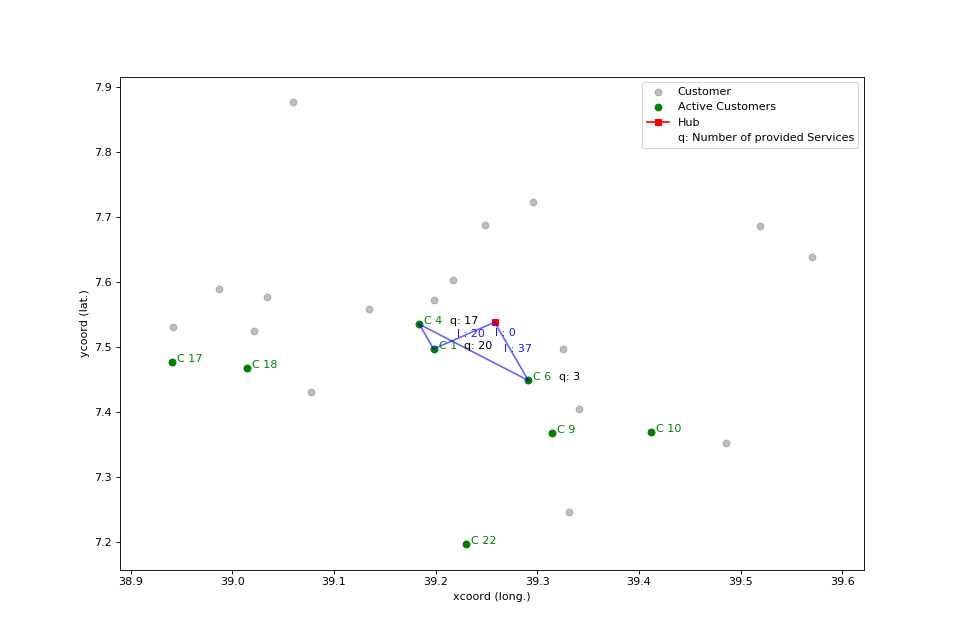 7.9
7.8
7.7
7.6
7.5
7.4
7.3
7.2
ycoord (lat.)
Customer
Active Customers
Hub
q: Number of provided Services
C 4 q: 17
l : 20
l : 0
C 1 q: 20
l : 37
C 17
C 18
C 6 q: 3
C 9
C 10
C 22
38.9 39.0 39.1 39.2 39.3 39.4 39.5 39.6
xcoord (long.)